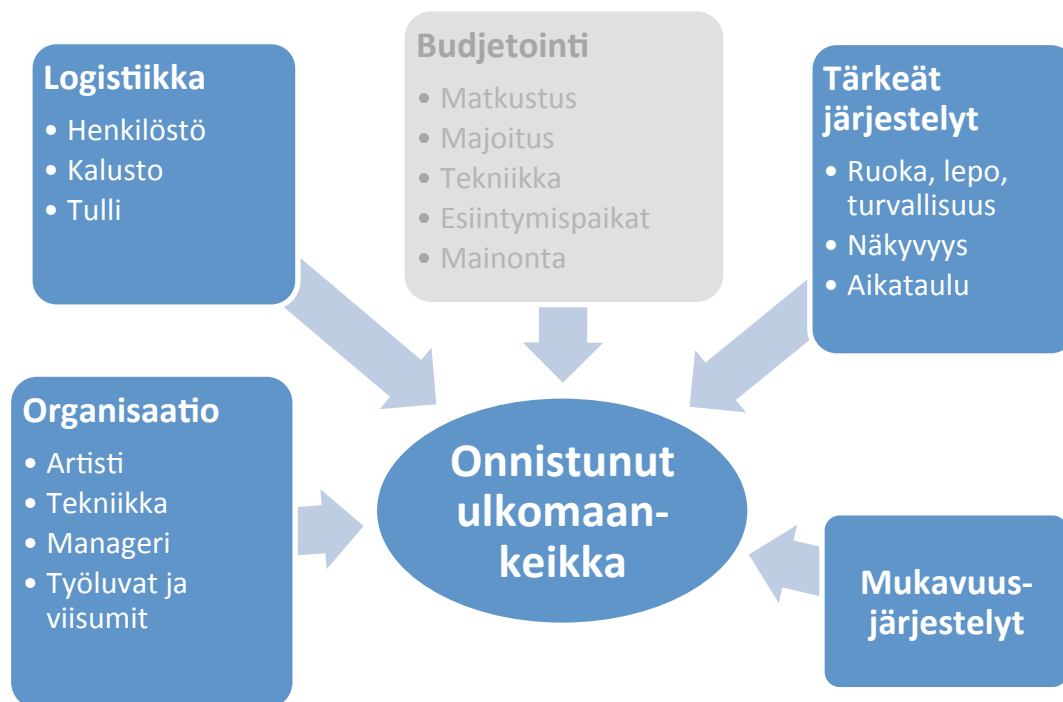 Logistiikka
• Henkilöstö
• Kalusto
• Tulli
Budjetointi
• Matkustus
• Majoitus
• Tekniikka
• Esiintymispaikat
• Mainonta
Tärkeät
järjestelyt
• Ruoka, lepo,
turvallisuus
• Näkyvyys
• Aikataulu
Organisaatio
• Artisti
• Tekniikka
• Manageri
• Työluvat ja
viisumit
Onnistunut
ulkomaan-
keikka
Mukavuus-
järjestelyt